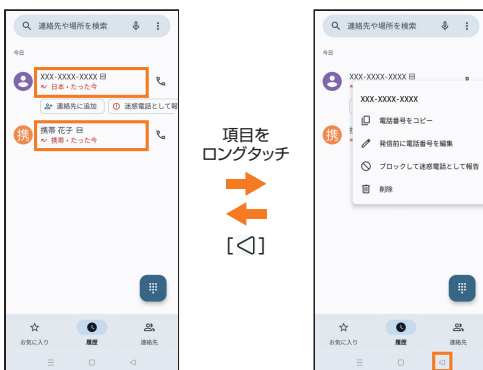 連絡先や場所を検索
今日
XXX-XXXX-XXXX
日本・たった今
連絡先に追加
迷惑電話として報
携
携帯 花子
携帯・たった今
お気に入り
履歴
連絡先
項目を
ロングタッチ
[◁]
連絡先や場所を検索
今日
XXX-XXXX-XXXX
XXX-XXXX-XXXX
電話番号をコピー
発信前に電話番号を編集
ブロックして迷惑電話として報告
削除
携
お気に入り
履歴
連絡先